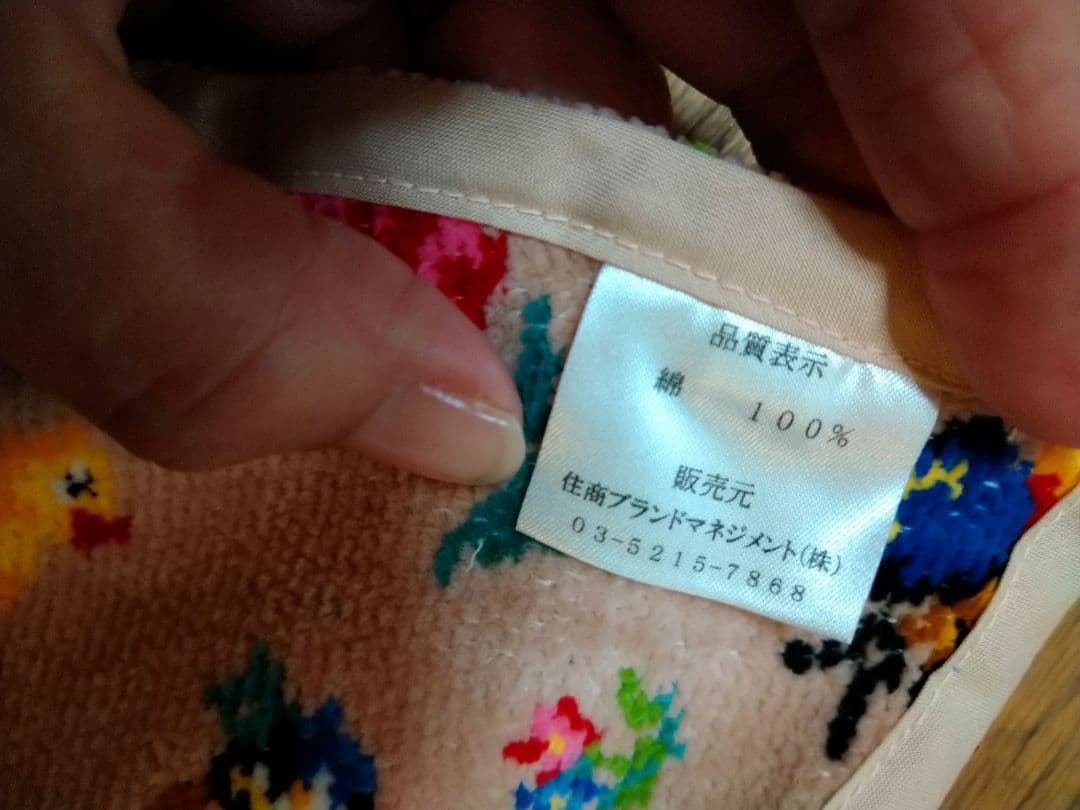 品質表示
綿 100%
販売元
住商ブランドマネジメント(株)
03-5215-7868